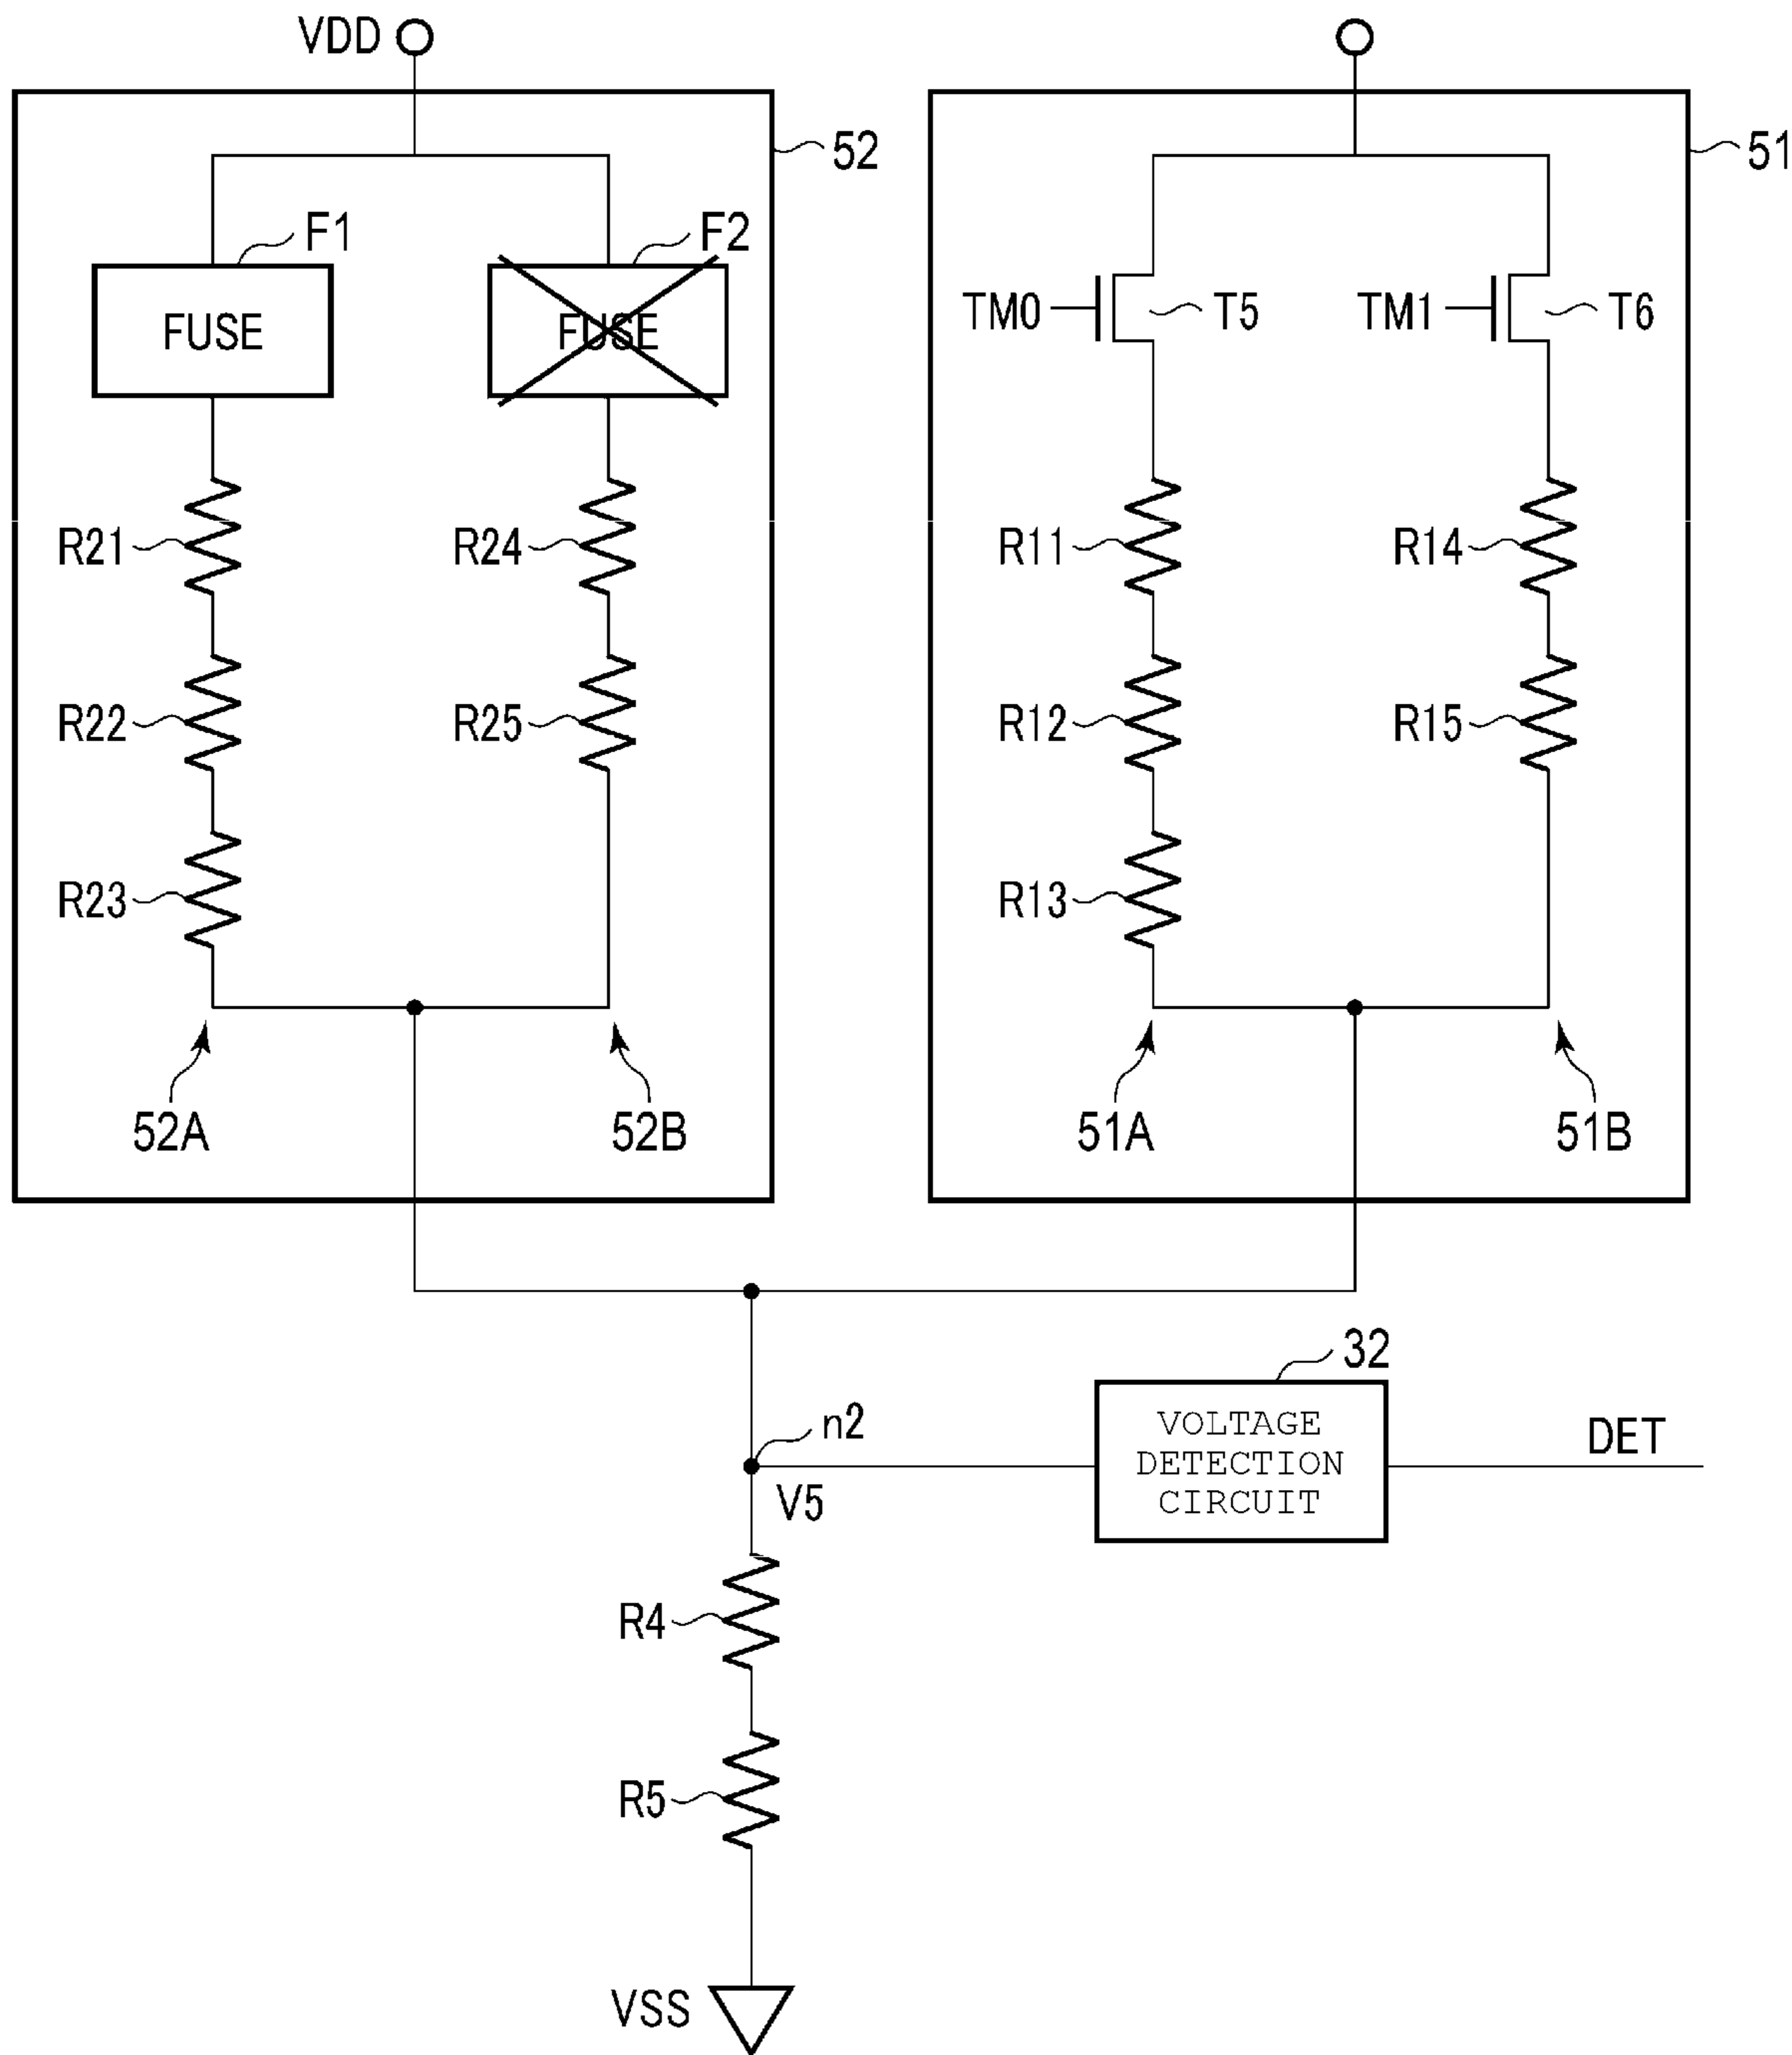 VDD
52
51
F1
F2
FUSE
FUSE
TM0
T5
TM1
T6
R21
R24
R11
R14
R22
R25
R12
R15
R23
R13
52A
52B
51A
51B
32
n2
VOLTAGE
DETECTION
CIRCUIT
DET
V5
R4
R5
VSS